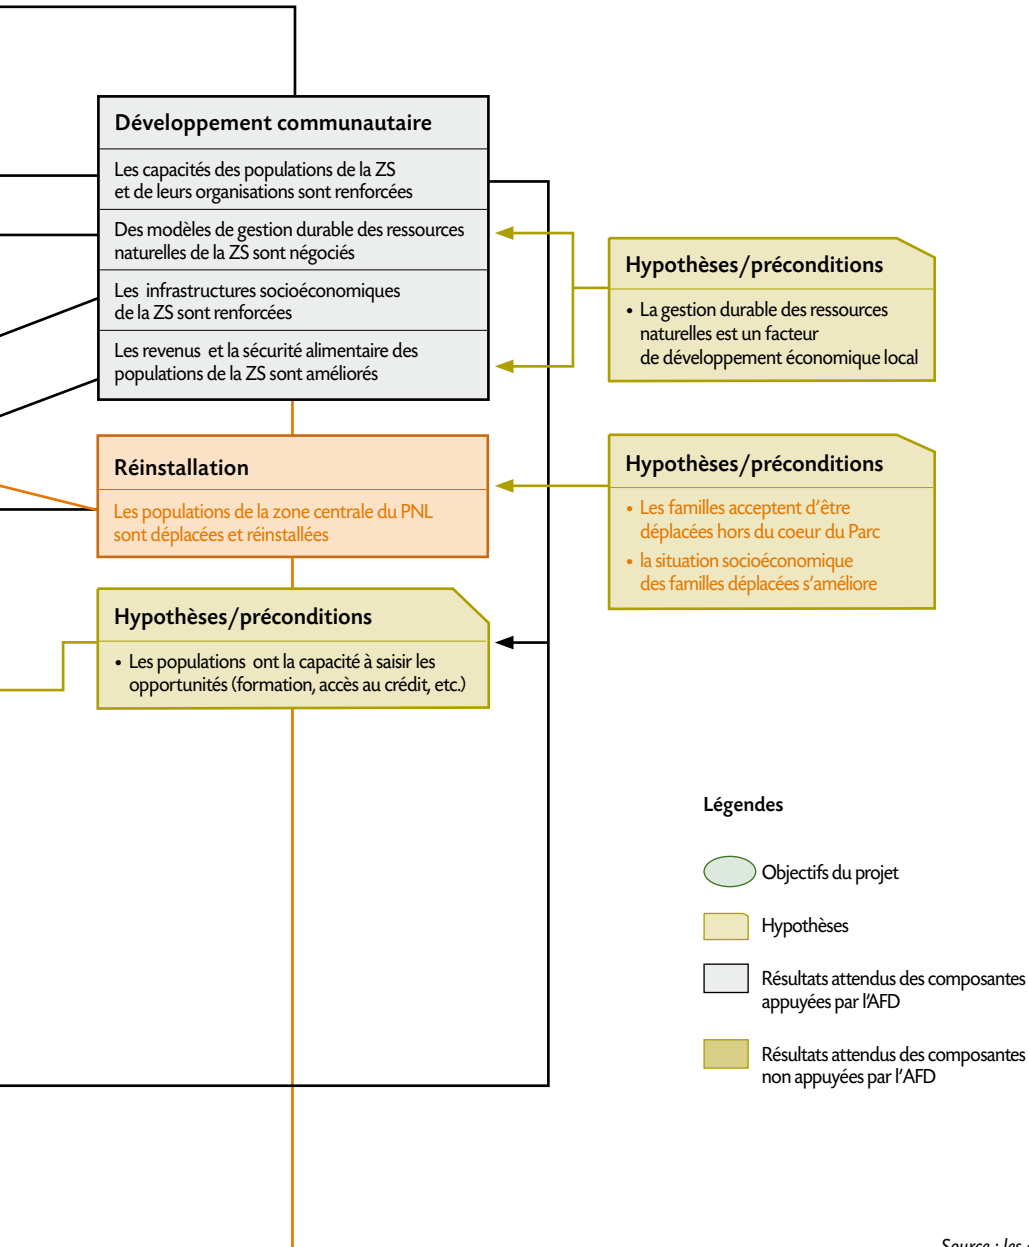 Développement communautaire
Les capacités des populations de la ZS
et de leurs organisations sont renforcées
Des modèles de gestion durable des ressources
naturelles de la ZS sont négociés
Les infrastructures socioéconomiques
de la ZS sont renforcées
Les revenus et la sécurité alimentaire des
populations de la ZS sont améliorés
Hypothèses/préconditions
• La gestion durable des ressources
naturelles est un facteur
de développement économique local
Réinstallation
Les populations de la zone centrale du PNL
sont déplacées et réinstallées
Hypothèses/préconditions
• Les familles acceptent d'être
déplacées hors du coeur du Parc
• la situation socioéconomique
des familles déplacées s'améliore
Hypothèses/préconditions
• Les populations ont la capacité à saisir les
opportunités (formation, accès au crédit, etc.)
Légendes
Objectifs du projet
Hypothèses
Résultats attendus des composantes
appuyées par l'AFD
Résultats attendus des composantes
non appuyées par l'AFD
Source : les